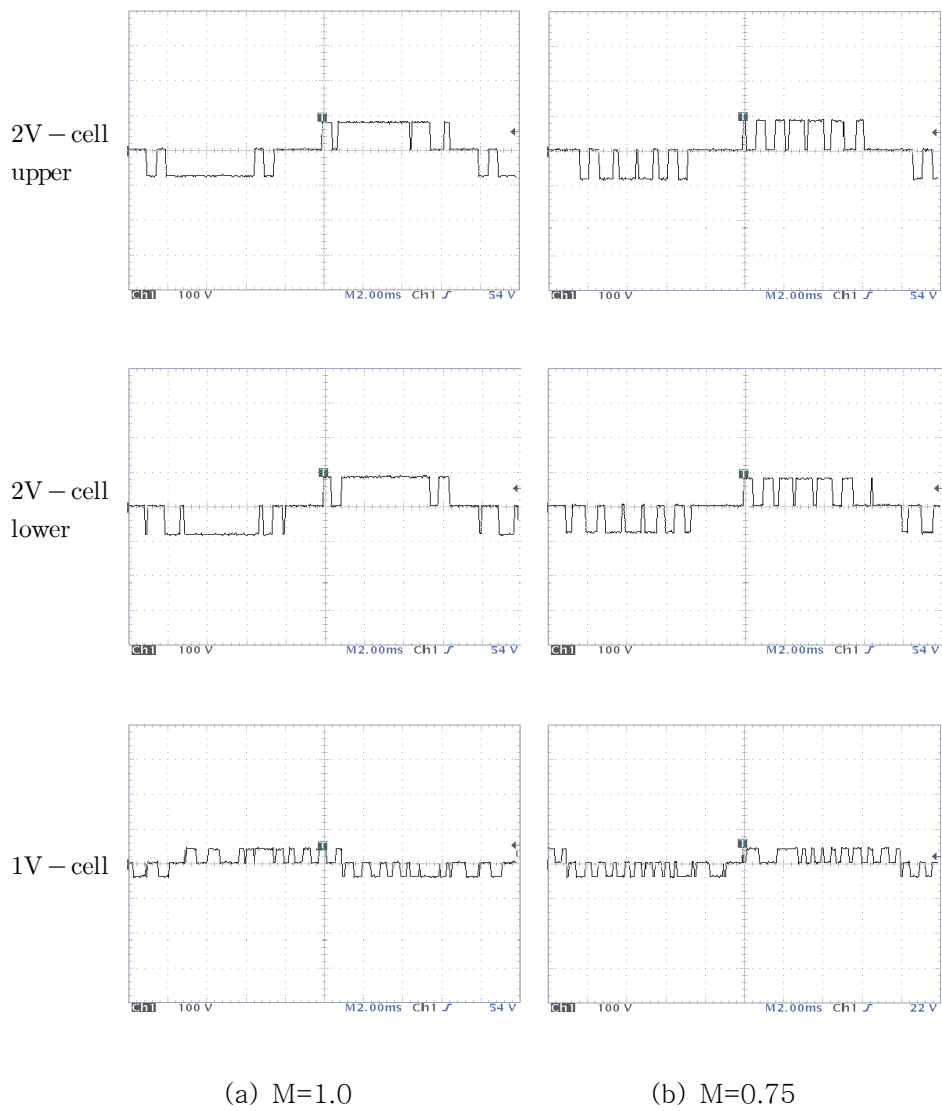 2V – cell
upper
T
Ch1 100 V M2.00ms Ch1 ∫ 54 V
T
Ch1 100 V M2.00ms Ch1 ∫ 54 V
2V – cell
lower
T
Ch1 100 V M2.00ms Ch1 ∫ 54 V
T
Ch1 100 V M2.00ms Ch1 ∫ 54 V
1V – cell
T
Ch1 100 V M2.00ms Ch1 ∫ 54 V
T
Ch1 100 V M2.00ms Ch1 ∫ 22 V
(a) M=1.0
(b) M=0.75